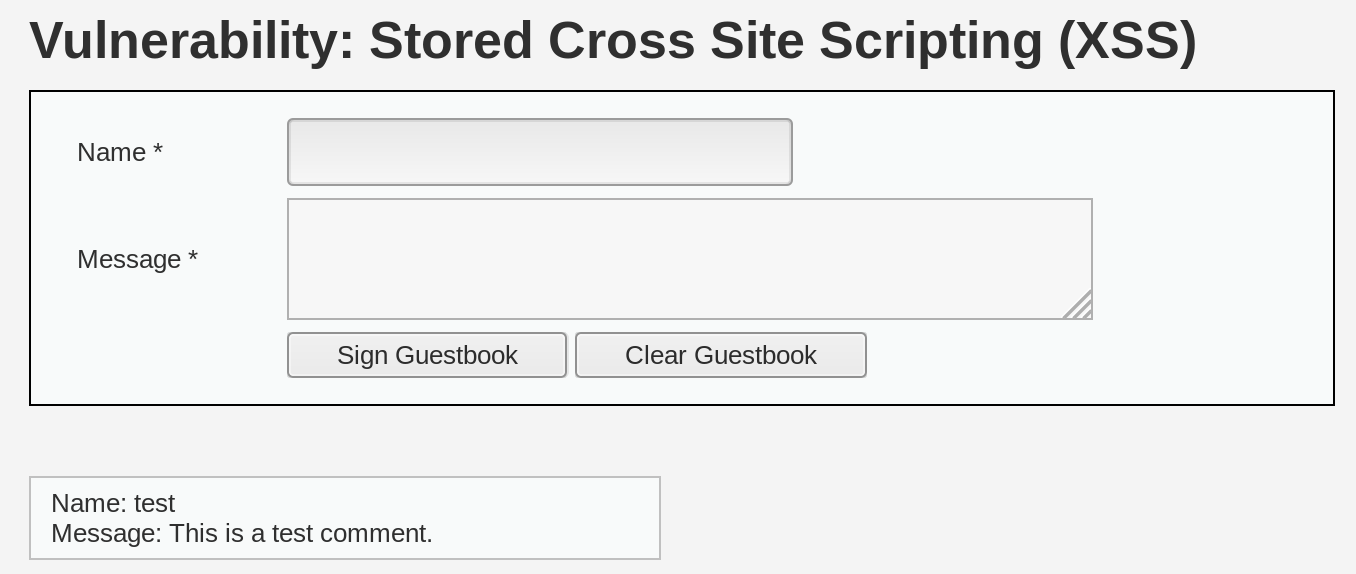 Vulnerability: Stored Cross Site Scripting (XSS)
Name *
Message *
Sign Guestbook Clear Guestbook
Name: test
Message: This is a test comment.